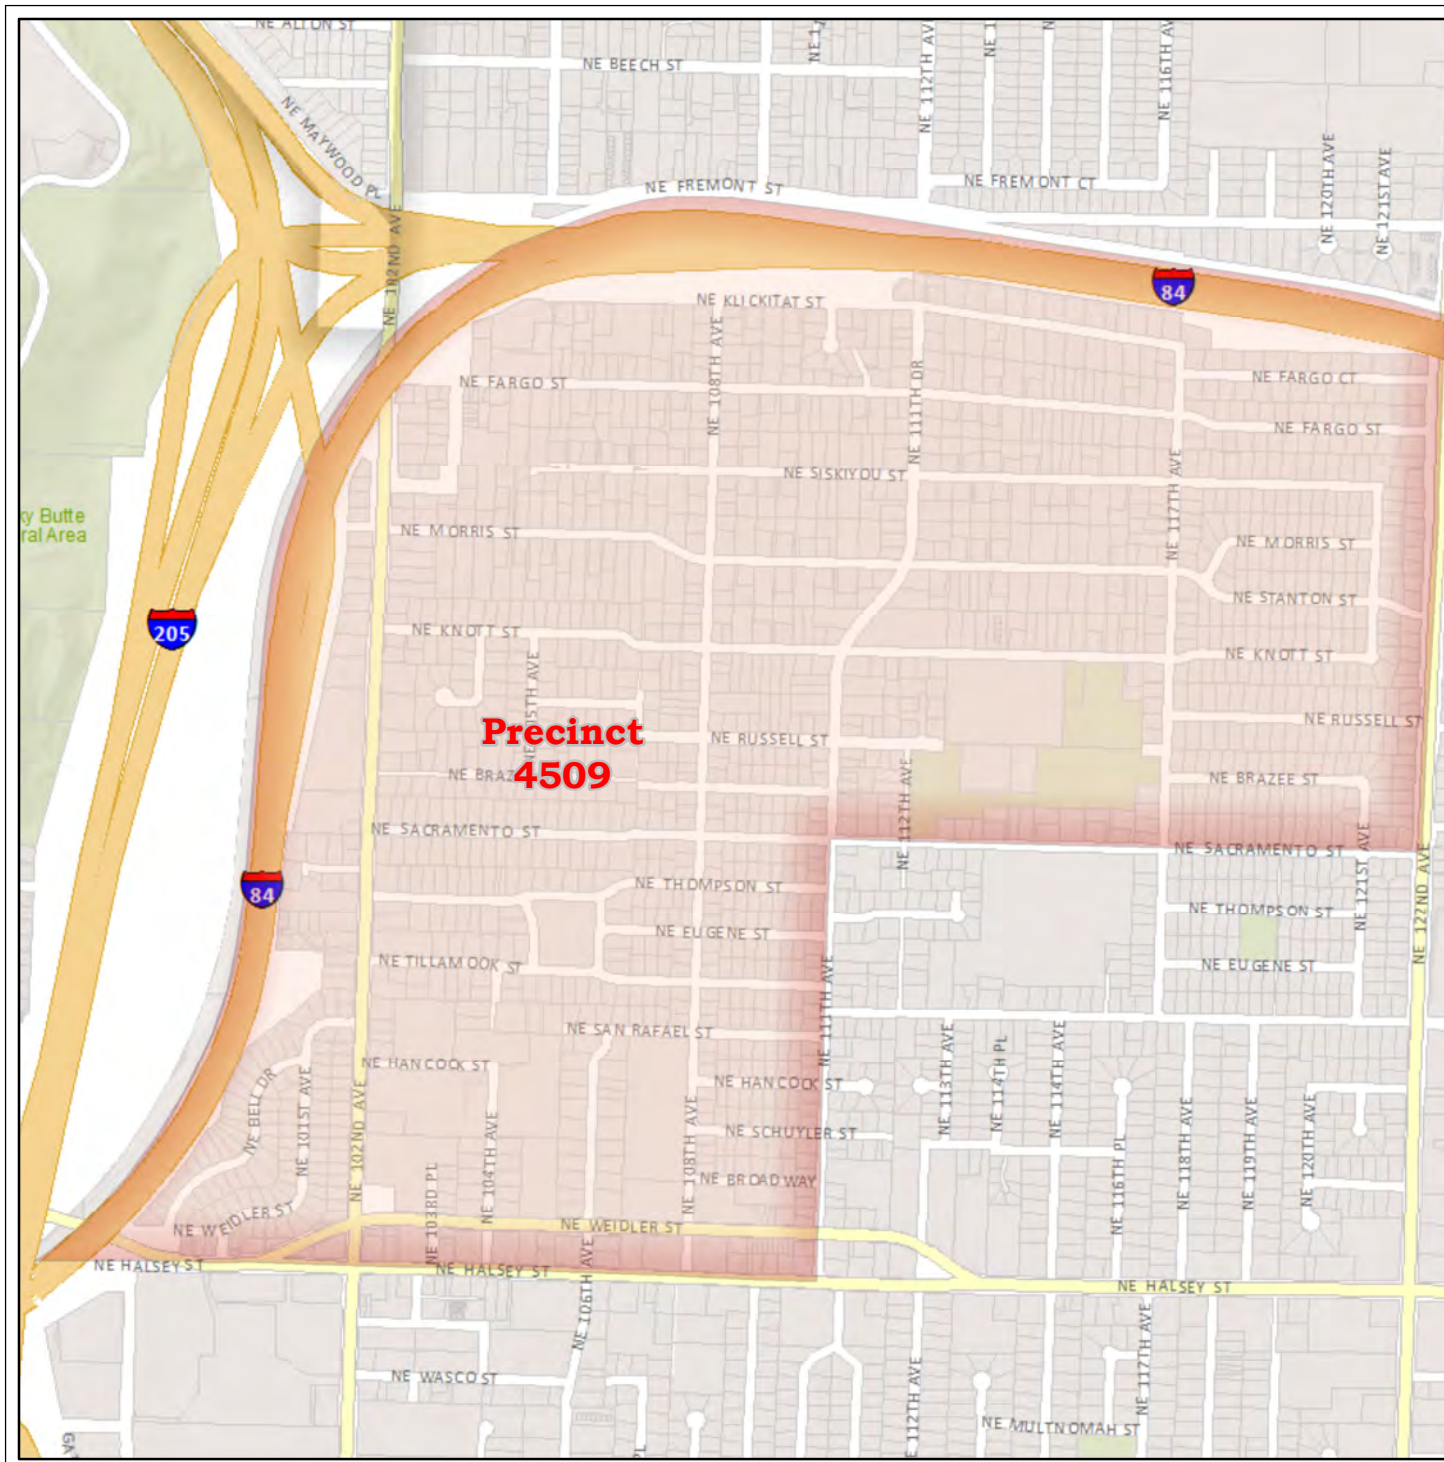 NE ALTON ST
NE BEECH ST
NE 112TH AV
NE 116TH AV
NE MAYWOOD PL
NE FREMONT ST
NE FREMONT CT
NE 120TH AVE
NE 121ST AVE
NE 102ND AVE
84
NE KLICKITAT ST
NE 108TH AVE
NE 111TH DR
NE FARGO ST
NE FARGO CT
NE FARGO ST
NE SISKIYOU ST
NE 117TH AVE
ky Butte
ral Area
NE MORRIS ST
NE MORRIS ST
NE STANTON ST
205
NE KNOTT ST
NE KNOTT ST
Precinct
4509
NE RUSSELL ST
NE RUSSELL ST
NE 112TH AVE
NE BRAZEE ST
NE SACRAMENTO ST
NE SACRAMENTO ST
NE 121ST AVE
NE 122ND AVE
84
NE THOMPSON ST
NE THOMPSON ST
NE EUGENE ST
NE EUGENE ST
NE TILLAMOOK ST
NE 111TH AVE
NE SAN RAFAEL ST
NE HANCOCK ST
NE HANCOCK ST
NE BELL DR
NE 101ST AVE
NE 102ND AVE
NE 104TH AVE
NE 103RD PL
NE 108TH AVE
NE SCHUYLER ST
NE BROADWAY
NE 113TH AVE
NE 114TH PL
NE 114TH AVE
NE 116TH PL
NE 118TH AVE
NE 119TH AVE
NE 120TH AVE
NE WEIDLER ST
NE WEIDLER ST
NE HALSEY ST
NE HALSEY ST
NE HALSEY ST
NE 106TH AVE
NE 117TH AVE
NE WASCO ST
E 112TH AVE
NE MULTNOMAH ST
PL